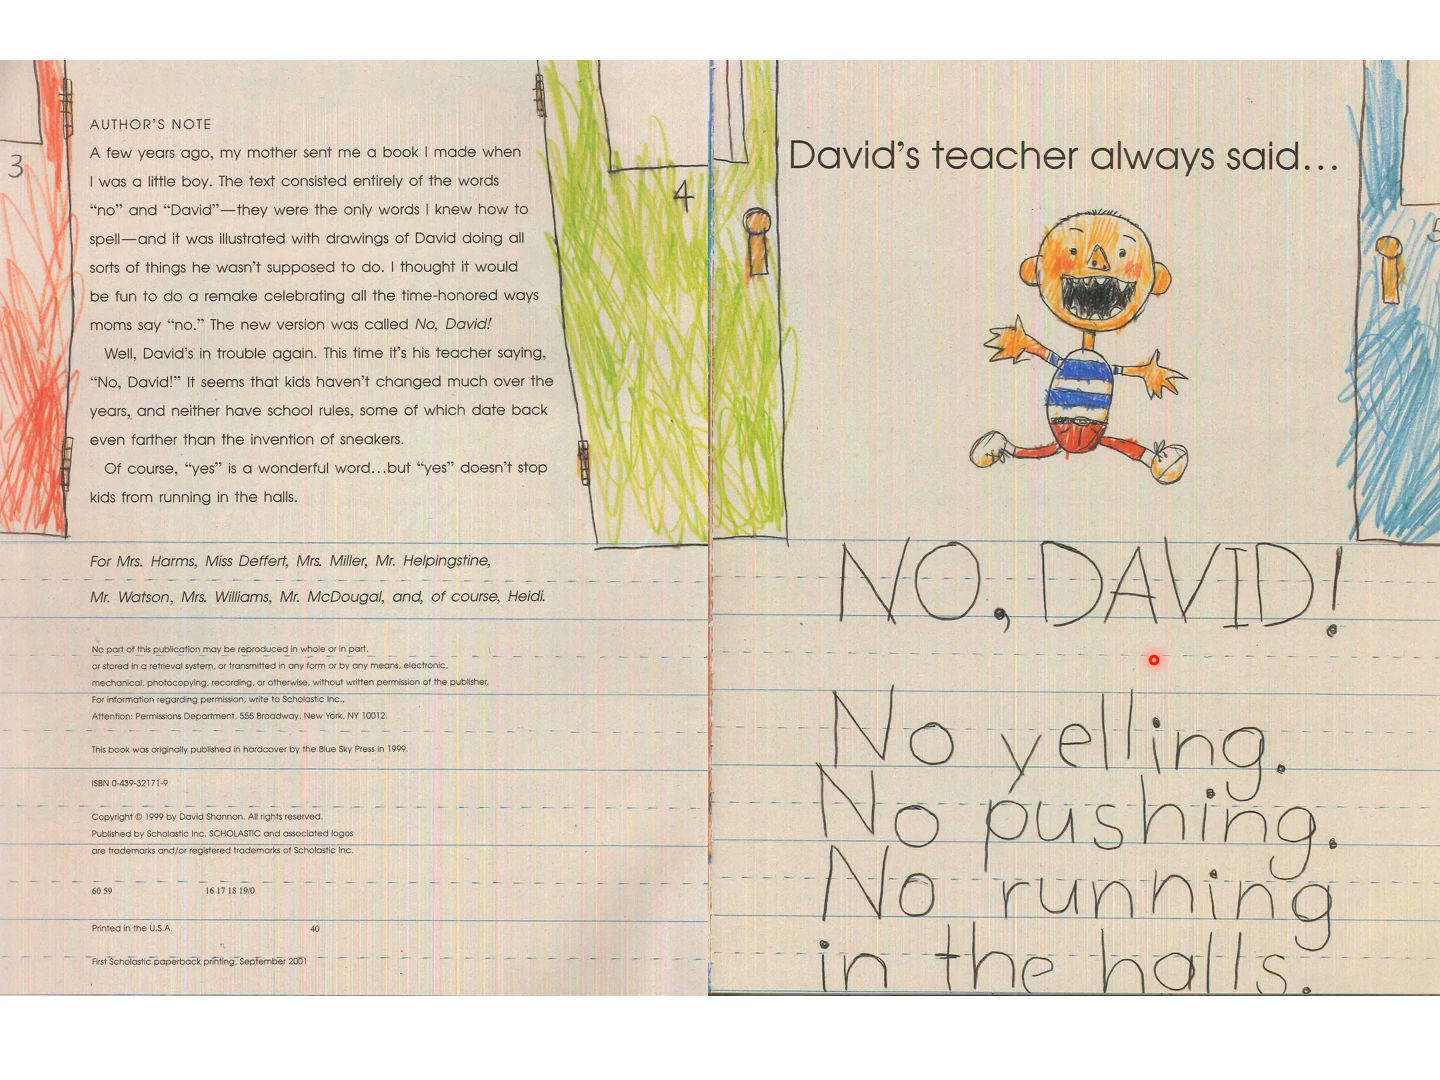 3
AUTHOR'S NOTE
A few years ago, my mother sent me a book I made when
I was a little boy. The text consisted entirely of the words
“no” and “David”—they were the only words I knew how to
spell—and it was illustrated with drawings of David doing all
sorts of things he wasn't supposed to do. I thought it would
be fun to do a remake celebrating all the time-honored ways
moms say “no.” The new version was called No, David!
Well, David's in trouble again. This time it's his teacher saying,
“No, David!” It seems that kids haven't changed much over the
years, and neither have school rules, some of which date back
even farther than the invention of sneakers.
Of course, “yes” is a wonderful word...but “yes” doesn't stop
kids from running in the halls.
For Mrs. Harms, Miss Deffert, Mrs. Miller, Mr. Helpingstine,
Mr. Watson, Mrs. Williams, Mr. McDougal, and, of course, Heidi.
No part of this publication may be reproduced in whole or in part,
or stored in a retrieval system, or transmitted in any form or by any means, electronic,
mechanical, photocopying, recording, or otherwise, without written permission of the publisher.
For information regarding permission, write to Scholastic Inc.,
Attention: Permissions Department, 555 Broadway, New York, NY 10012.
This book was originally published in hardcover by the Blue Sky Press in 1999.
ISBN 0-439-32171-9
Copyright © 1999 by David Shannon. All rights reserved.
Published by Scholastic Inc. SCHOLASTIC and associated logos
are trademarks and/or registered trademarks of Scholastic Inc.
60 59 16 17 18 19/0
Printed in the U.S.A. 40
First Scholastic paperback printing, September 2001
4
David's teacher always said...
5
NO, DAVID!
No yelling.
No pushing.
No running
in the halls.